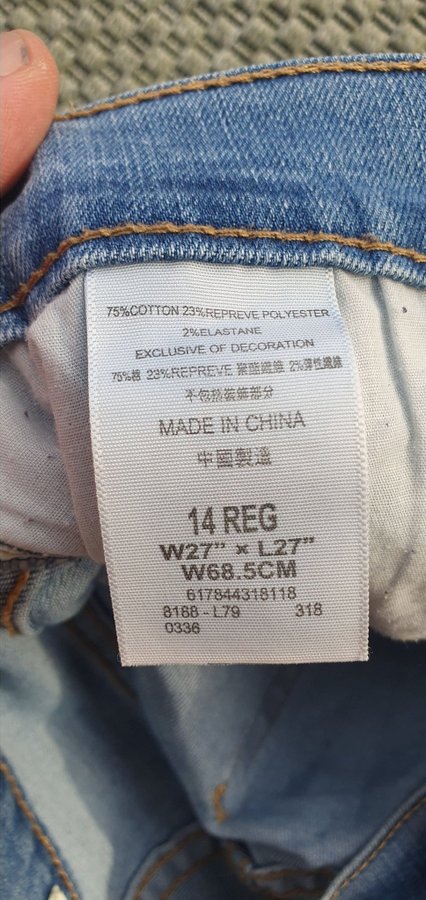 75%COTTON 23%REPREVE POLYESTER
2%ELASTANE
EXCLUSIVE OF DECORATION
75%棉 23%REPREVE 聚酯纖維 2%彈性纖維
不包括裝飾部分
MADE IN CHINA
中國製造
14 REG
W27" × L27"
W68.5CM
617844318118
8168 - L79 318
0336